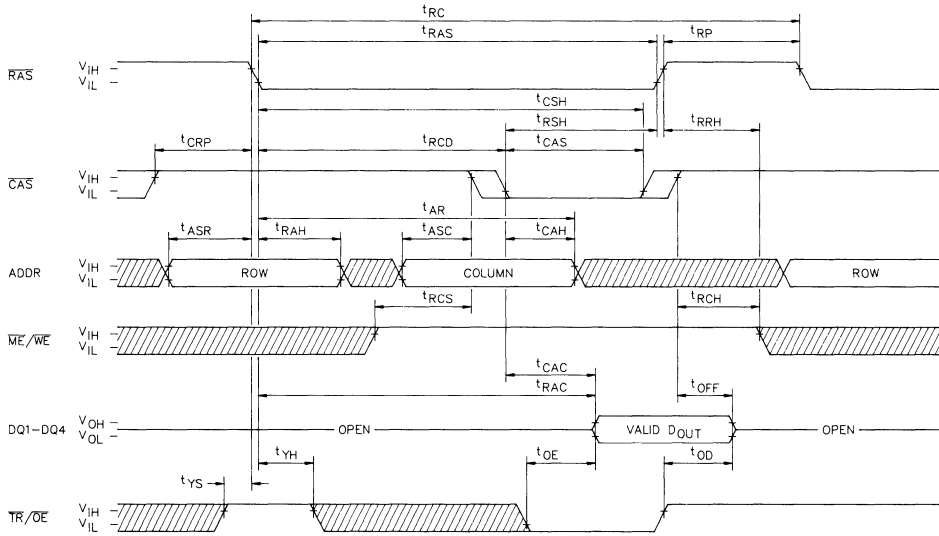 tRC
tRAS tRP
RAS VIH VIL
tCSH
tRSH tRRH
tCRP tRCD tCAS
CAS VIH VIL
tAR
tASR tRAH tASC tCAH
ADDR VIH VIL ROW COLUMN ROW
tRCS tRCH
ME/WE VIH VIL
tCAC
tRAC tOFF
DQ1-DQ4 VOH VOL OPEN VALID DOUT OPEN
tYH tOE tOD
tYS
TR/OE VIH VIL